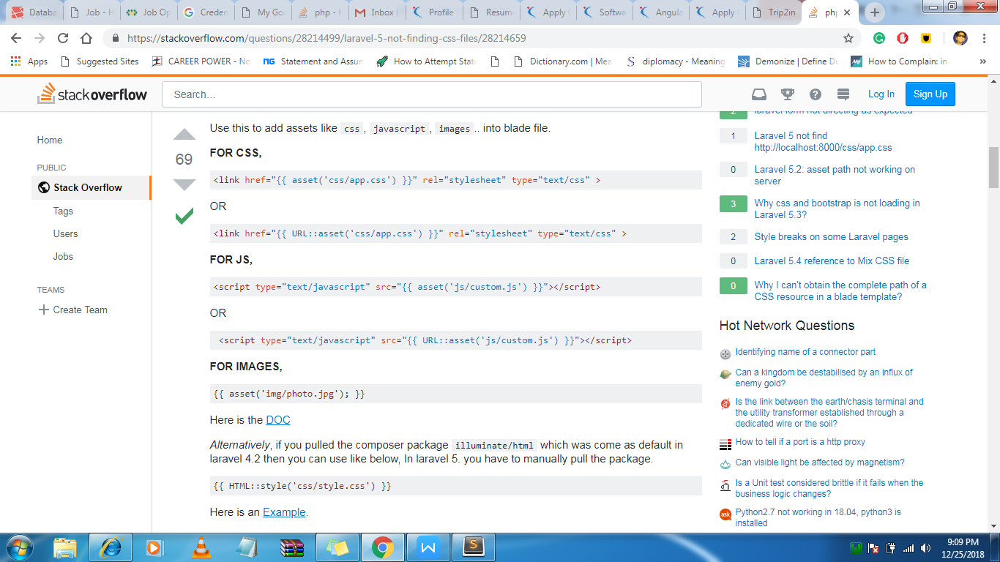 Databa
Job - H
Job Op
Creden
My Goo
php - H
Inbox (
Profile
Resum
Apply
Softwa
Angula
Apply
Trip2in
php
https://stackoverflow.com/questions/28214499/laravel-5-not-finding-css-files/28214659
Apps
Suggested Sites
CAREER POWER - No
MG Statement and Assum
How to Attempt State
Dictionary.com | Mea
S diplomacy - Meaning
Demonize | Define De
How to Complain: in
»
stackoverflow
Search...
Log In
Sign Up
Home
PUBLIC
Stack Overflow
Tags
Users
Jobs
TEAMS
Create Team
69
Use this to add assets like css, javascript, images.. into blade file.
FOR CSS,
<link href="{{ asset('css/app.css') }}" rel="stylesheet" type="text/css" >
OR
<link href="{{ URL::asset('css/app.css') }}" rel="stylesheet" type="text/css" >
FOR JS,
<script type="text/javascript" src="{{ asset('js/custom.js') }}"></script>
OR
<script type="text/javascript" src="{{ URL::asset('js/custom.js') }}"></script>
FOR IMAGES,
{{ asset('img/photo.jpg'); }}
Here is the DOC
Alternatively, if you pulled the composer package illuminate/html which was come as default in
laravel 4.2 then you can use like below, In laravel 5. you have to manually pull the package.
{{ HTML::style('css/style.css') }}
Here is an Example.
2 laravel form not directing as expected
1 Laravel 5 not find
http://localhost:8000/css/app.css
0 Laravel 5.2: asset path not working on
server
3 Why css and bootstrap is not loading in
Laravel 5.3?
2 Style breaks on some Laravel pages
0 Laravel 5.4 reference to Mix CSS file
0 Why I can't obtain the complete path of a
CSS resource in a blade template?
Hot Network Questions
Identifying name of a connector part
Can a kingdom be destabilised by an influx of
enemy gold?
Is the link between the earth/chasis terminal and
the utility transformer established through a
dedicated wire or the soil?
How to tell if a port is a http proxy
Can visible light be affected by magnetism?
Is a Unit test considered brittle if it fails when the
business logic changes?
ask Python2.7 not working in 18.04, python3 is
installed
9:09 PM
12/25/2018